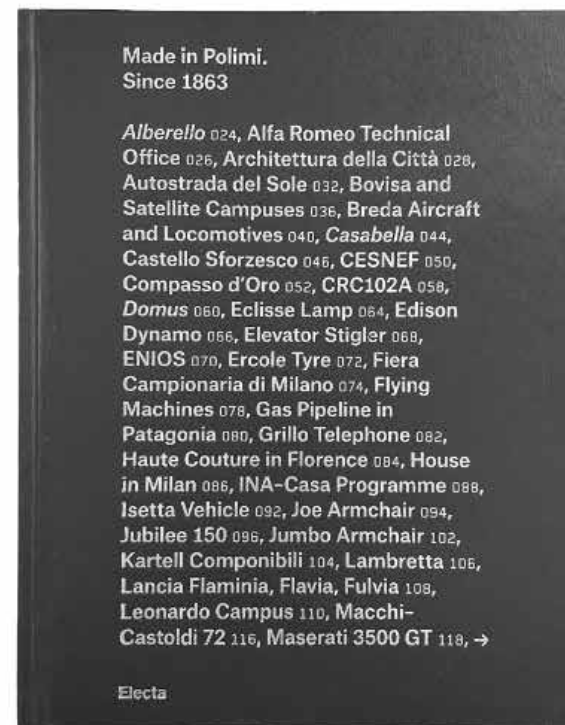 Made in Polimi.
Since 1863
Alberello 024, Alfa Romeo Technical
Office 026, Architettura della Città 028,
Autostrada del Sole 032, Bovisa and
Satellite Campuses 036, Breda Aircraft
and Locomotives 040, Casabella 044,
Castello Sforzesco 046, CESNEF 050,
Compasso d'Oro 052, CRC102A 058,
Domus 060, Eclisse Lamp 064, Edison
Dynamo 066, Elevator Stigler 068,
ENIOS 070, Ercole Tyre 072, Fiera
Campionaria di Milano 074, Flying
Machines 078, Gas Pipeline in
Patagonia 080, Grillo Telephone 082,
Haute Couture in Florence 084, House
in Milan 086, INA-Casa Programme 088,
Isetta Vehicle 092, Joe Armchair 094,
Jubilee 150 096, Jumbo Armchair 102,
Kartell Componibili 104, Lambretta 106,
Lancia Flaminia, Flavia, Fulvia 108,
Leonardo Campus 110, Macchi-
Castoldi 72 116, Maserati 3500 GT 118, →
Electa